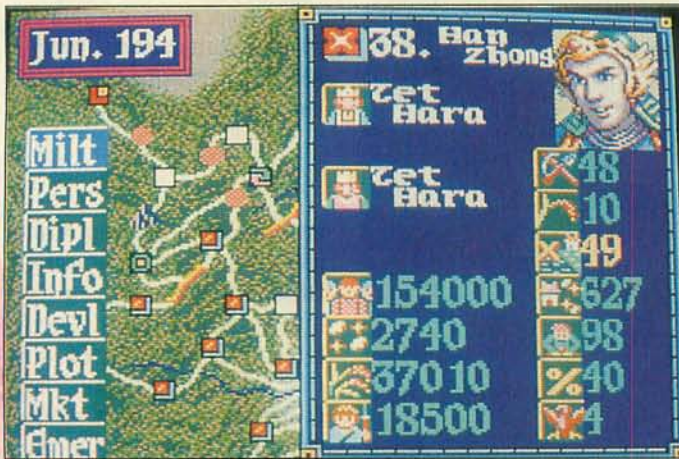 Jun. 194
Milt
Pers
Dipl
Info
Devl
Plot
Mkt
Emer
38. Han
Zhong
Tet
Hara
Tet
Hara
48
10
49
154000
627
2740
98
37010
%40
18500
4